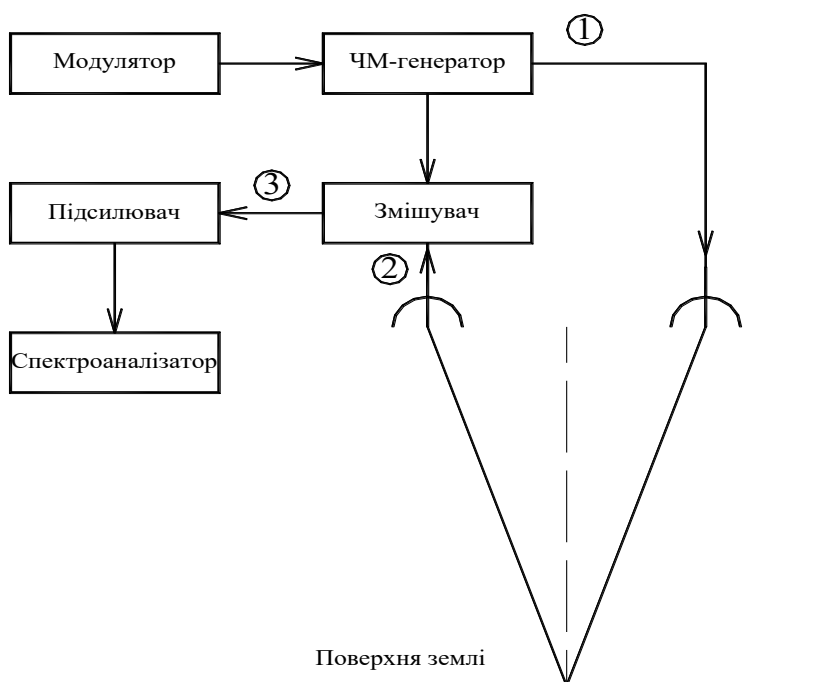 1
Модулятор
ЧМ-генератор
3
Підсилювач
Змішувач
2
Спектроаналізатор
Поверхня землі